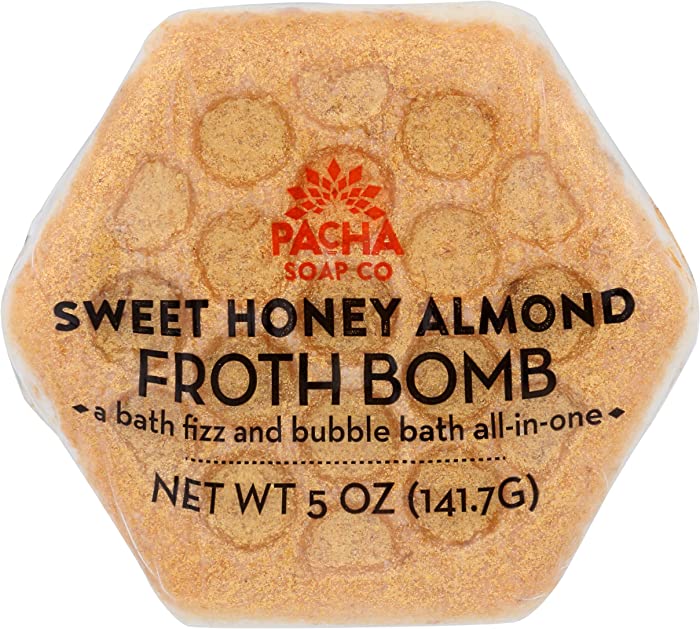 PACHA
SOAP CO
SWEET HONEY ALMOND
FROTH BOMB
a bath fizz and bubble bath all-in-one
NET WT 5 OZ (141.7G)